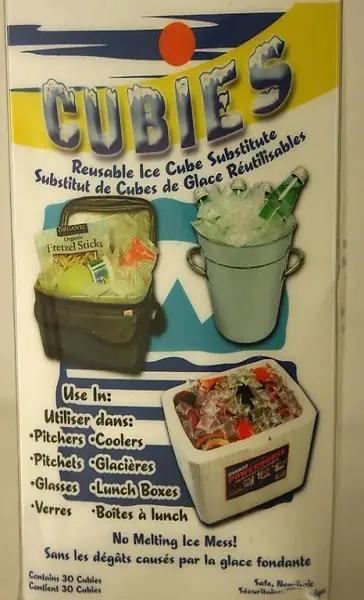 CUBIES
Reusable Ice Cube Substitute
Substitut de Cubes de Glace Réutilisables
ORGANIC
Organic
Pretzel Sticks
Use In:
Utiliser dans:
•Pitchers •Coolers
•Pitchets •Glacières
•Glasses •Lunch Boxes
•Verres •Boîtes à lunch
POWERHOUSE
No Melting Ice Mess!
Sans les dégâts causés par la glace fondante
Contains 30 Cubies
Contient 30 Cubies
Safe, Non-Toxic